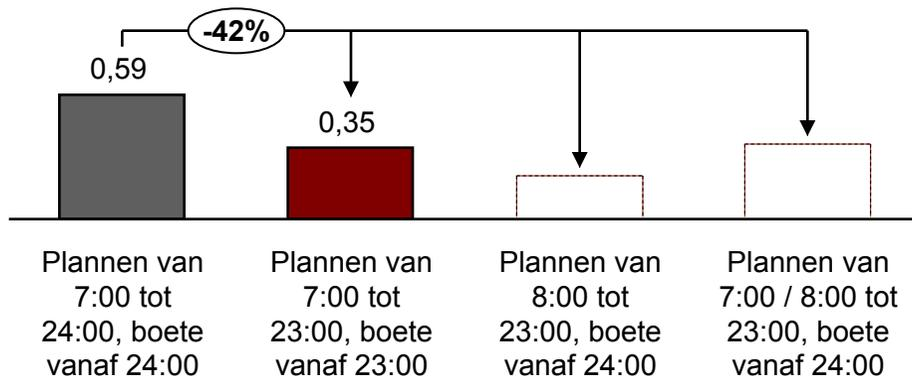 -42%
0,59
0,35
Plannen van
7:00 tot
24:00, boete
vanaf 24:00
Plannen van
7:00 tot
23:00, boete
vanaf 23:00
Plannen van
8:00 tot
23:00, boete
vanaf 24:00
Plannen van
7:00 / 8:00 tot
23:00, boete
vanaf 24:00